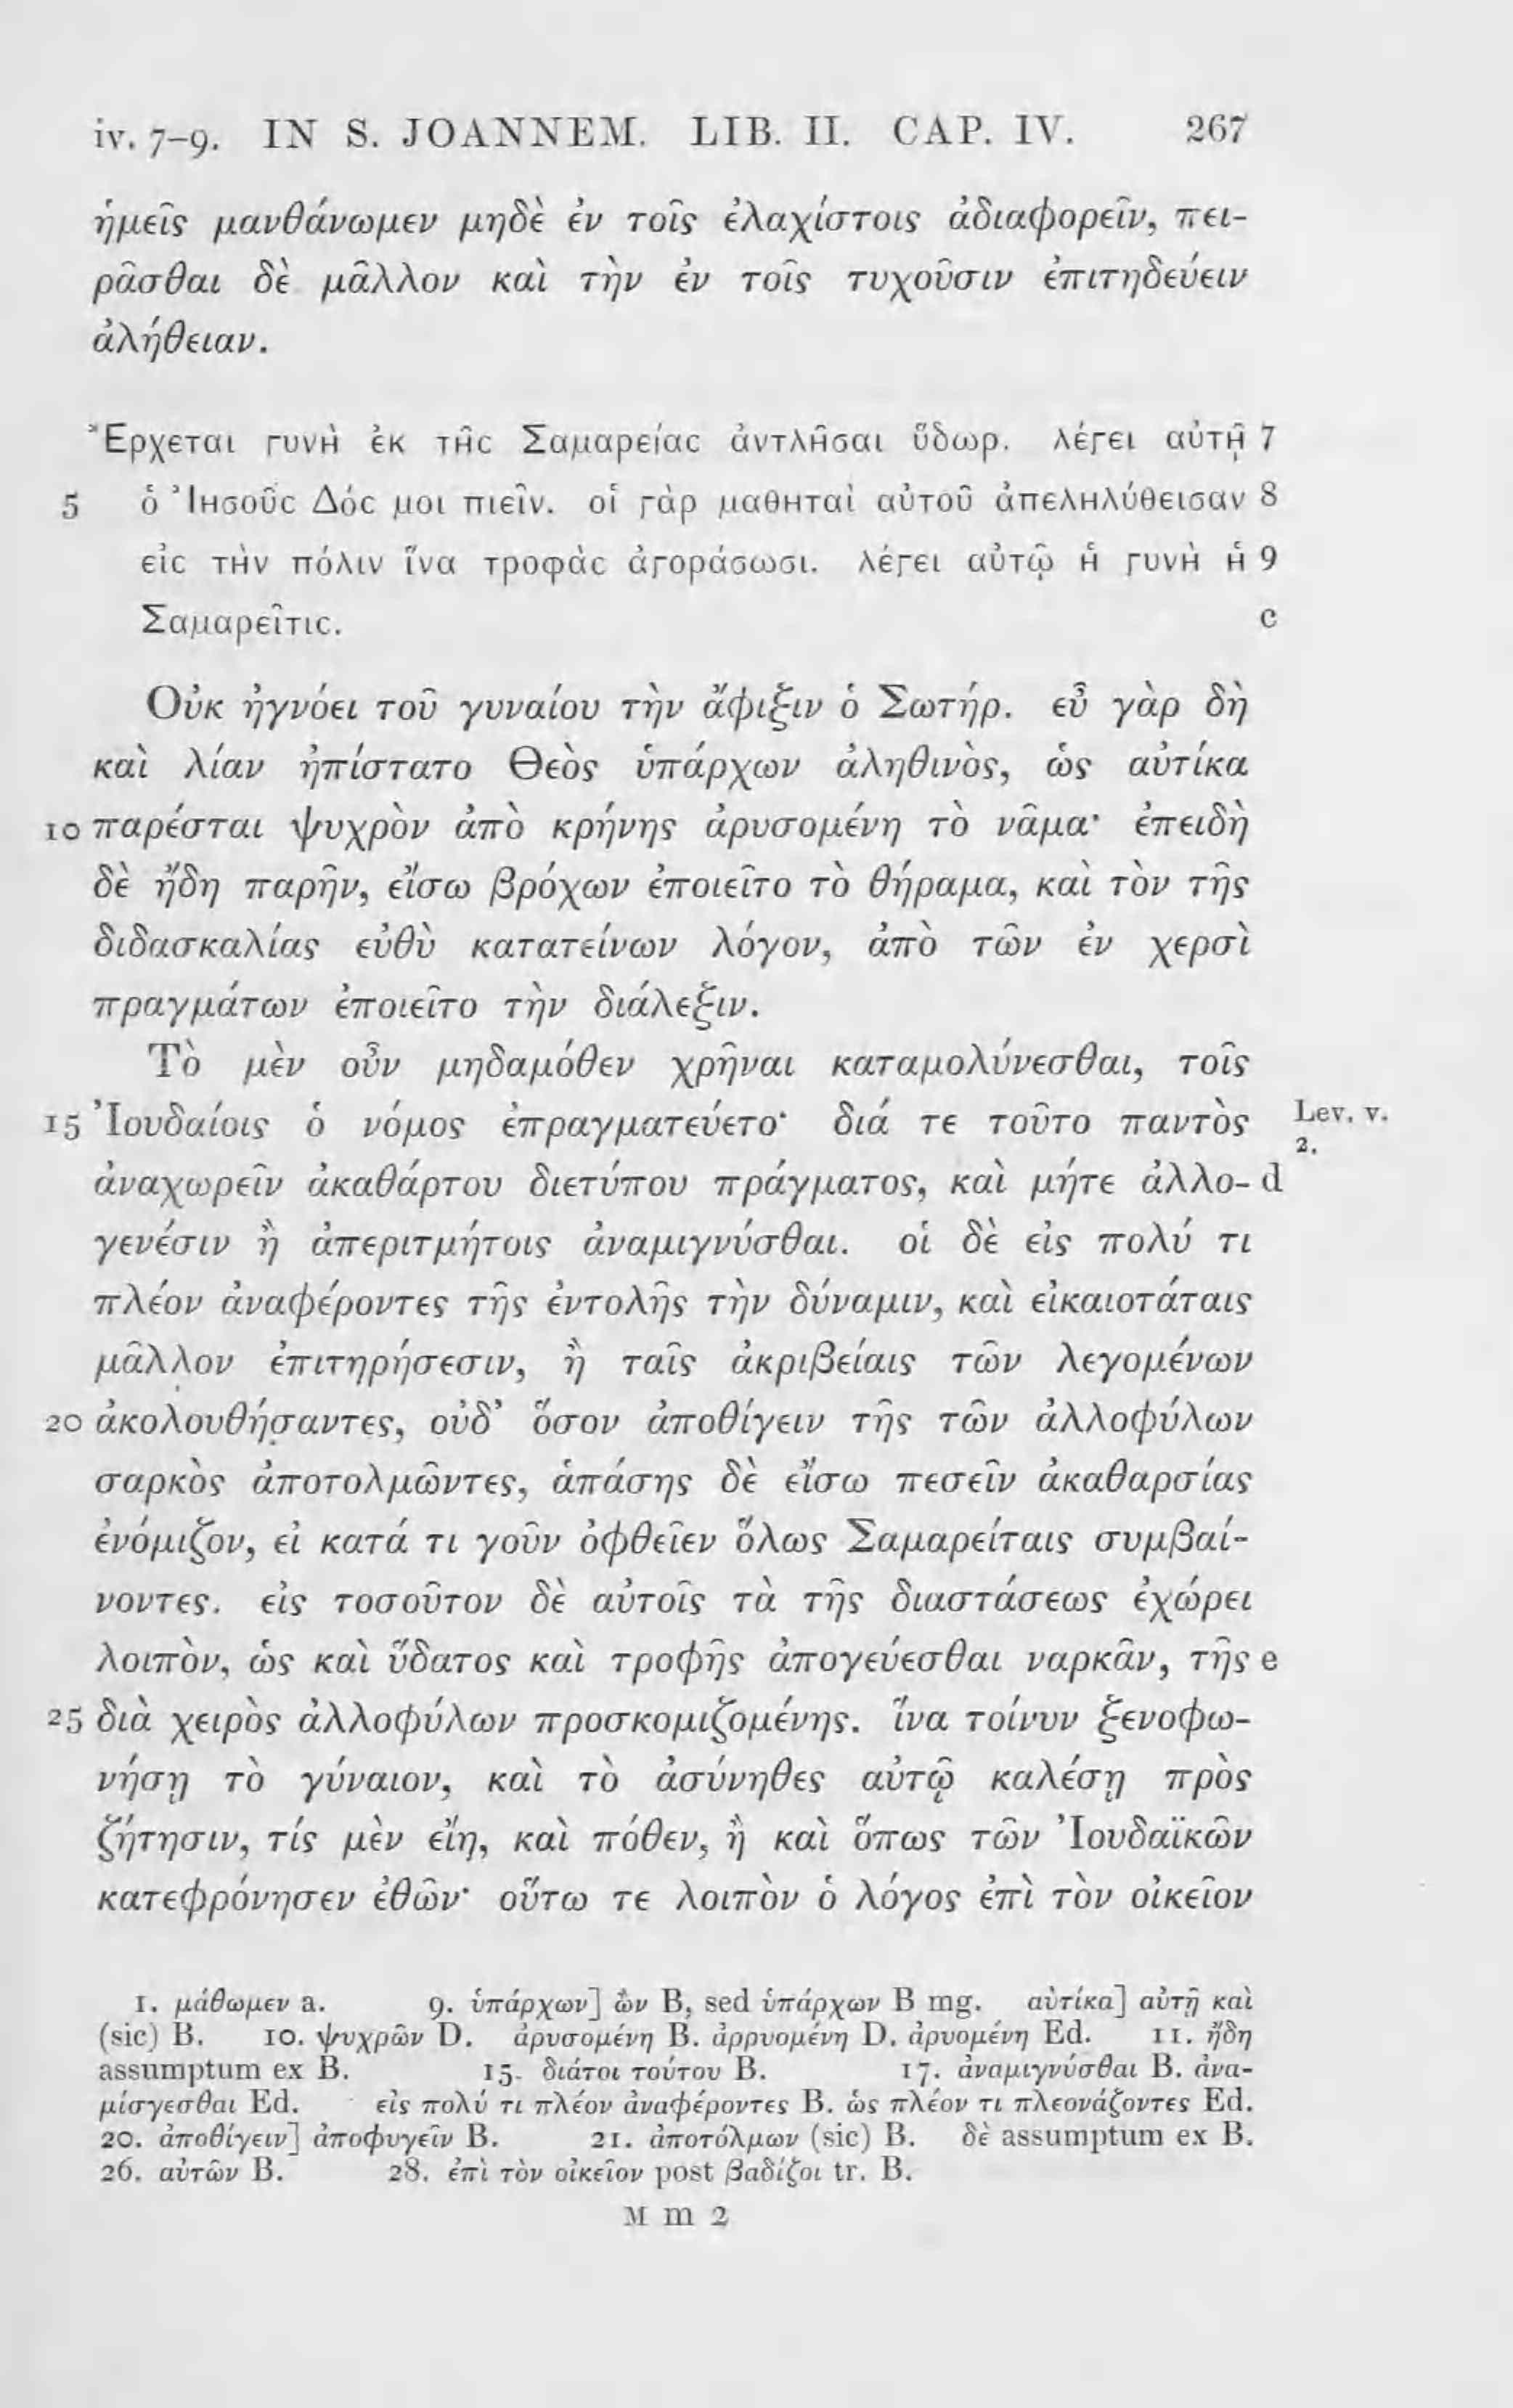 iv. 7–9. IN S. JOANNEM. LIB. II. CAP. IV. 267
ἡμεῖς μανθάνωμεν μηδὲ ἐν τοῖς ἐλαχίστοις ἀδιαφορεῖν, πει-
ρᾶσθαι δὲ μᾶλλον καὶ τὴν ἐν τοῖς τυχοῦσιν ἐπιτηδεύειν
ἀλήθειαν.
Ἔρχεται γυνὴ ἐκ τῆς Σαμαρείας ἀντλῆσαι ὕδωρ. λέγει αὐτῇ 7
5 ὁ Ἰησοῦς Δός μοι πιεῖν. οἱ γὰρ μαθηταὶ αὐτοῦ ἀπεληλύθεισαν 8
εἰς τὴν πόλιν ἵνα τροφὰς ἀγοράσωσι. λέγει αὐτῷ ἡ γυνὴ ἡ 9
Σαμαρεῖτις. c
Οὐκ ἠγνόει τοῦ γυναίου τὴν ἄφιξιν ὁ Σωτήρ. εὖ γὰρ δὴ
καὶ λίαν ἠπίστατο Θεὸς ὑπάρχων ἀληθινὸς, ὡς αὐτίκα
10 παρέσται ψυχρὸν ἀπὸ κρήνης ἀρυσομένη τὸ νᾶμα· ἐπειδὴ
δὲ ἤδη παρῆν, εἴσω βρόχων ἐποιεῖτο τὸ θήραμα, καὶ τὸν τῆς
διδασκαλίας εὐθὺ κατατείνων λόγον, ἀπὸ τῶν ἐν χερσὶ
πραγμάτων ἐποιεῖτο τὴν διάλεξιν.
Τὸ μὲν οὖν μηδαμόθεν χρῆναι καταμολύνεσθαι, τοῖς
15 Ἰουδαίοις ὁ νόμος ἐπραγματεύετο· διά τε τοῦτο παντὸς Lev. v.
2.
ἀναχωρεῖν ἀκαθάρτου διετύπου πράγματος, καὶ μήτε ἀλλο- d
γενέσιν ἢ ἀπεριτμήτοις ἀναμιγνύσθαι. οἱ δὲ εἰς πολύ τι
πλέον ἀναφέροντες τῆς ἐντολῆς τὴν δύναμιν, καὶ εἰκαιοτάταις
μᾶλλον ἐπιτηρήσεσιν, ἢ ταῖς ἀκριβείαις τῶν λεγομένων
20 ἀκολουθήσαντες, οὐδ’ ὅσον ἀποθίγειν τῆς τῶν ἀλλοφύλων
σαρκὸς ἀποτολμῶντες, ἁπάσης δὲ εἴσω πεσεῖν ἀκαθαρσίας
ἐνόμιζον, εἰ κατά τι γοῦν ὀφθεῖεν ὅλως Σαμαρείταις συμβαί-
νοντες. εἰς τοσοῦτον δὲ αὐτοῖς τὰ τῆς διαστάσεως ἐχώρει
λοιπὸν, ὡς καὶ ὕδατος καὶ τροφῆς ἀπογεύεσθαι ναρκᾶν, τῆς e
25 διὰ χειρὸς ἀλλοφύλων προσκομιζομένης. ἵνα τοίνυν ξενοφω-
νήσῃ τὸ γύναιον, καὶ τὸ ἀσύνηθες αὐτῷ καλέσῃ πρὸς
ζήτησιν, τίς μὲν εἴη, καὶ πόθεν, ἢ καὶ ὅπως τῶν Ἰουδαϊκῶν
κατεφρόνησεν ἐθῶν· οὕτω τε λοιπὸν ὁ λόγος ἐπὶ τὸν οἰκεῖον
1. μάθωμεν a. 9. ὑπάρχων] ὢν B, sed ὑπάρχων B mg. αὐτίκα] αὐτῇ καὶ
(sic) B. 10. ψυχρῶν D. ἀρυσομένη B. ἀρρυομένη D. ἀρυομένη Ed. 11. ἤδη
assumptum ex B. 15. διάτοι τούτου B. 17. ἀναμιγνύσθαι B. ἀνα-
μίσγεσθαι Ed. εἰς πολύ τι πλέον ἀναφέροντες B. ὡς πλέον τι πλεονάζοντες Ed.
20. ἀποθίγειν] ἀποφυγεῖν B. 21. ἀποτόλμων (sic) B. δὲ assumptum ex B.
26. αὐτῶν B. 28. ἐπὶ τὸν οἰκεῖον post βαδίζοι tr. B.
M m 2